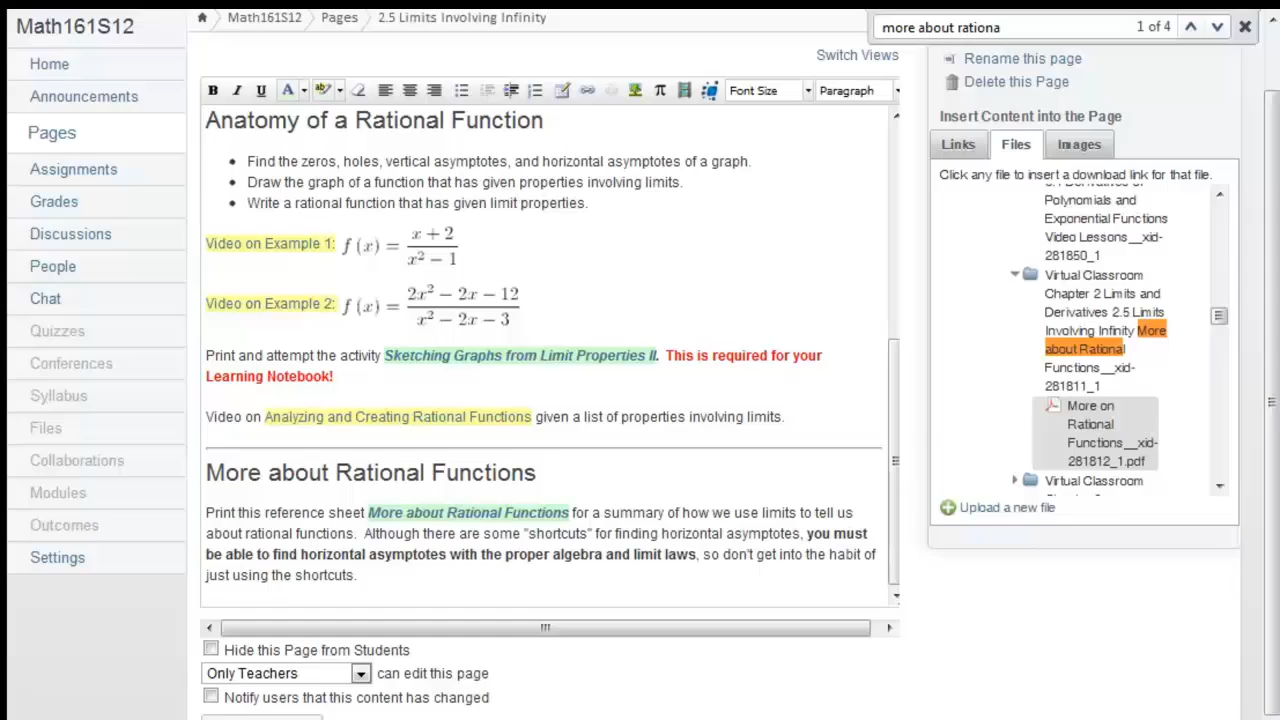 Math161S12
Home
Announcements
Pages
Assignments
Grades
Discussions
People
Chat
Quizzes
Conferences
Syllabus
Files
Collaborations
Modules
Outcomes
Settings
Math161S12 Pages 2.5 Limits Involving Infinity
more about rationa 1 of 4
Switch Views
B I U A ab π Font Size Paragraph
Anatomy of a Rational Function
• Find the zeros, holes, vertical asymptotes, and horizontal asymptotes of a graph.
• Draw the graph of a function that has given properties involving limits.
• Write a rational function that has given limit properties.
Video on Example 1: f (x) = (x + 2)/(x² − 1)
Video on Example 2: f (x) = (2x² − 2x − 12)/(x² − 2x − 3)
Print and attempt the activity Sketching Graphs from Limit Properties II. This is required for your
Learning Notebook!
Video on Analyzing and Creating Rational Functions given a list of properties involving limits.
More about Rational Functions
Print this reference sheet More about Rational Functions for a summary of how we use limits to tell us
about rational functions. Although there are some "shortcuts" for finding horizontal asymptotes, you must
be able to find horizontal asymptotes with the proper algebra and limit laws, so don't get into the habit of
just using the shortcuts.
Hide this Page from Students
Only Teachers can edit this page
Notify users that this content has changed
Rename this page
Delete this Page
Insert Content into the Page
Links Files Images
Click any file to insert a download link for that file.
Polynomials and
Exponential Functions
Video Lessons__xid-
281850_1
Virtual Classroom
Chapter 2 Limits and
Derivatives 2.5 Limits
Involving Infinity More
about Rational
Functions__xid-
281811_1
More on
Rational
Functions__xid-
281812_1.pdf
Virtual Classroom
Upload a new file